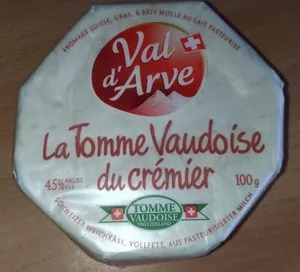 FROMAGE SUISSE, GRAS, À PÂTE MOLLE AU LAIT PASTEURISÉ
Val
d'Arve
La Tomme Vaudoise
du crémier
45%
100g
TOMME
VAUDOISE
SWITZERLAND
SCHWEIZER WEICHKÄSE, VOLLFETT, AUS PASTEURISIERTER MILCH